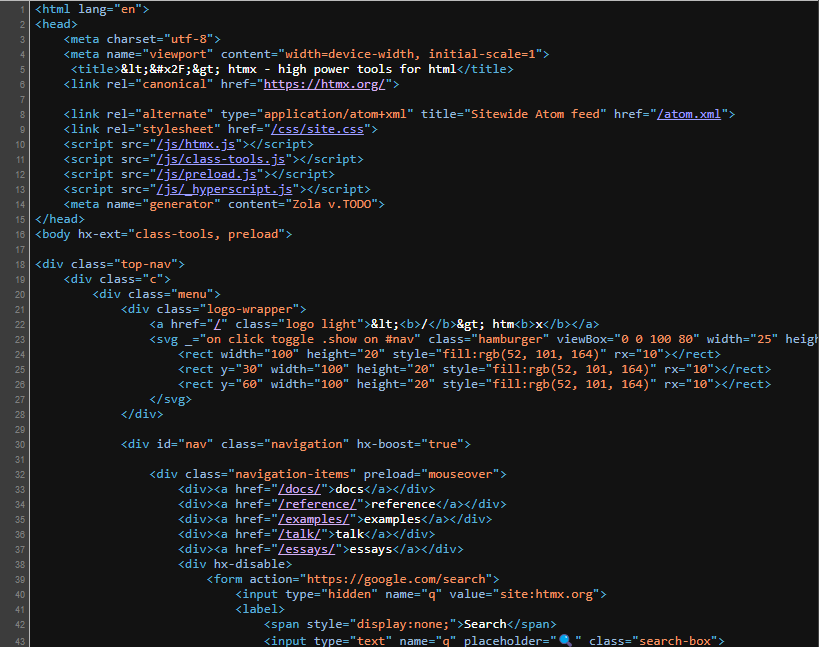 1 <html lang="en">
2 <head>
3     <meta charset="utf-8">
4     <meta name="viewport" content="width=device-width, initial-scale=1">
5      <title>&lt;&#x2F;&gt; htmx - high power tools for html</title>
6     <link rel="canonical" href="https://htmx.org/">
7
8     <link rel="alternate" type="application/atom+xml" title="Sitewide Atom feed" href="/atom.xml">
9     <link rel="stylesheet" href="/css/site.css">
10     <script src="/js/htmx.js"></script>
11     <script src="/js/class-tools.js"></script>
12     <script src="/js/preload.js"></script>
13     <script src="/js/_hyperscript.js"></script>
14     <meta name="generator" content="Zola v.TODO">
15 </head>
16 <body hx-ext="class-tools, preload">
17
18 <div class="top-nav">
19     <div class="c">
20         <div class="menu">
21             <div class="logo-wrapper">
22                 <a href="/" class="logo light">&lt;<b>/</b>&gt; htm<b>x</b></a>
23                 <svg _="on click toggle .show on #nav" class="hamburger" viewBox="0 0 100 80" width="25" heigh
24                     <rect width="100" height="20" style="fill:rgb(52, 101, 164)" rx="10"></rect>
25                     <rect y="30" width="100" height="20" style="fill:rgb(52, 101, 164)" rx="10"></rect>
26                     <rect y="60" width="100" height="20" style="fill:rgb(52, 101, 164)" rx="10"></rect>
27                 </svg>
28             </div>
29
30             <div id="nav" class="navigation" hx-boost="true">
31
32                 <div class="navigation-items" preload="mouseover">
33                     <div><a href="/docs/">docs</a></div>
34                     <div><a href="/reference/">reference</a></div>
35                     <div><a href="/examples/">examples</a></div>
36                     <div><a href="/talk/">talk</a></div>
37                     <div><a href="/essays/">essays</a></div>
38                     <div hx-disable>
39                         <form action="https://google.com/search">
40                             <input type="hidden" name="q" value="site:htmx.org">
41                             <label>
42                                 <span style="display:none;">Search</span>
43                                 <input type="text" name="q" placeholder="🔍" class="search-box">